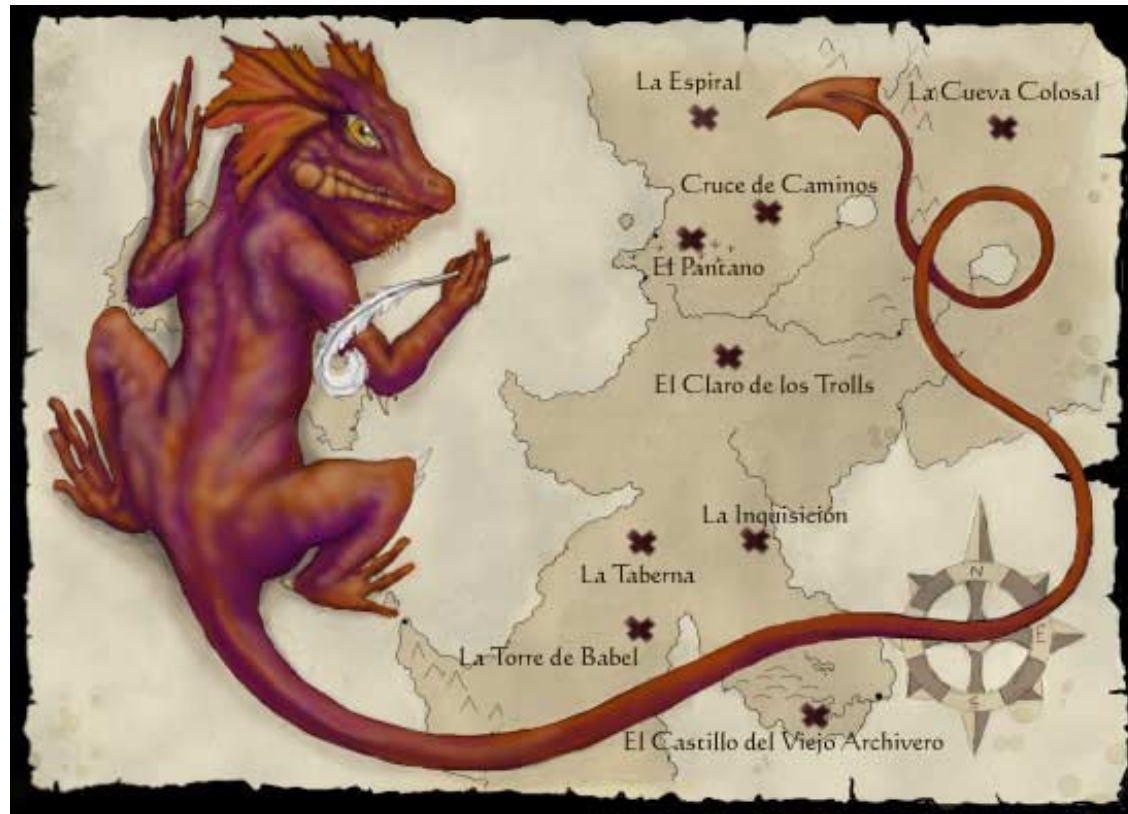 La Espiral
La Cueva Colosal
Cruce de Caminos
El Pantano
El Claro de los Trolls
La Inquisición
La Taberna
N
E
La Torre de Babel
S
El Castillo del Viejo Archivero